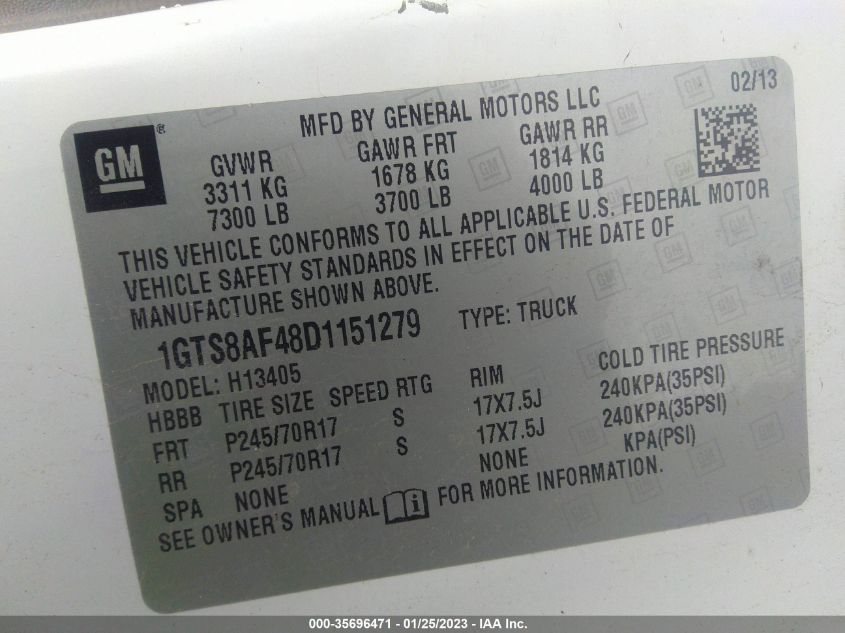 02/13
MFD BY GENERAL MOTORS LLC
GM®
GVWR GAWR FRT GAWR RR
3311 KG 1678 KG 1814 KG
7300 LB 3700 LB 4000 LB
THIS VEHICLE CONFORMS TO ALL APPLICABLE U.S. FEDERAL MOTOR
VEHICLE SAFETY STANDARDS IN EFFECT ON THE DATE OF
MANUFACTURE SHOWN ABOVE.
1GTS8AF48D1151279 TYPE: TRUCK
MODEL: H13405
HBBB TIRE SIZE SPEED RTG RIM COLD TIRE PRESSURE
FRT P245/70R17 S 17X7.5J 240KPA(35PSI)
RR P245/70R17 S 17X7.5J 240KPA(35PSI)
SPA NONE NONE KPA(PSI)
SEE OWNER'S MANUAL i FOR MORE INFORMATION.
000-35696471 - 01/25/2023 - IAA Inc.